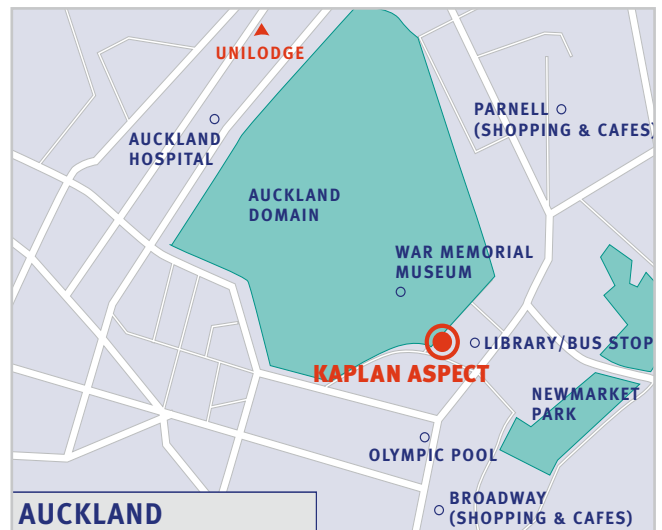 UNILODGE
PARNELL
(SHOPPING & CAFES)
AUCKLAND
HOSPITAL
AUCKLAND
DOMAIN
WAR MEMORIAL
MUSEUM
LIBRARY/BUS STOP
KAPLAN ASPECT
NEWMARKET
PARK
OLYMPIC POOL
BROADWAY
(SHOPPING & CAFES)
AUCKLAND